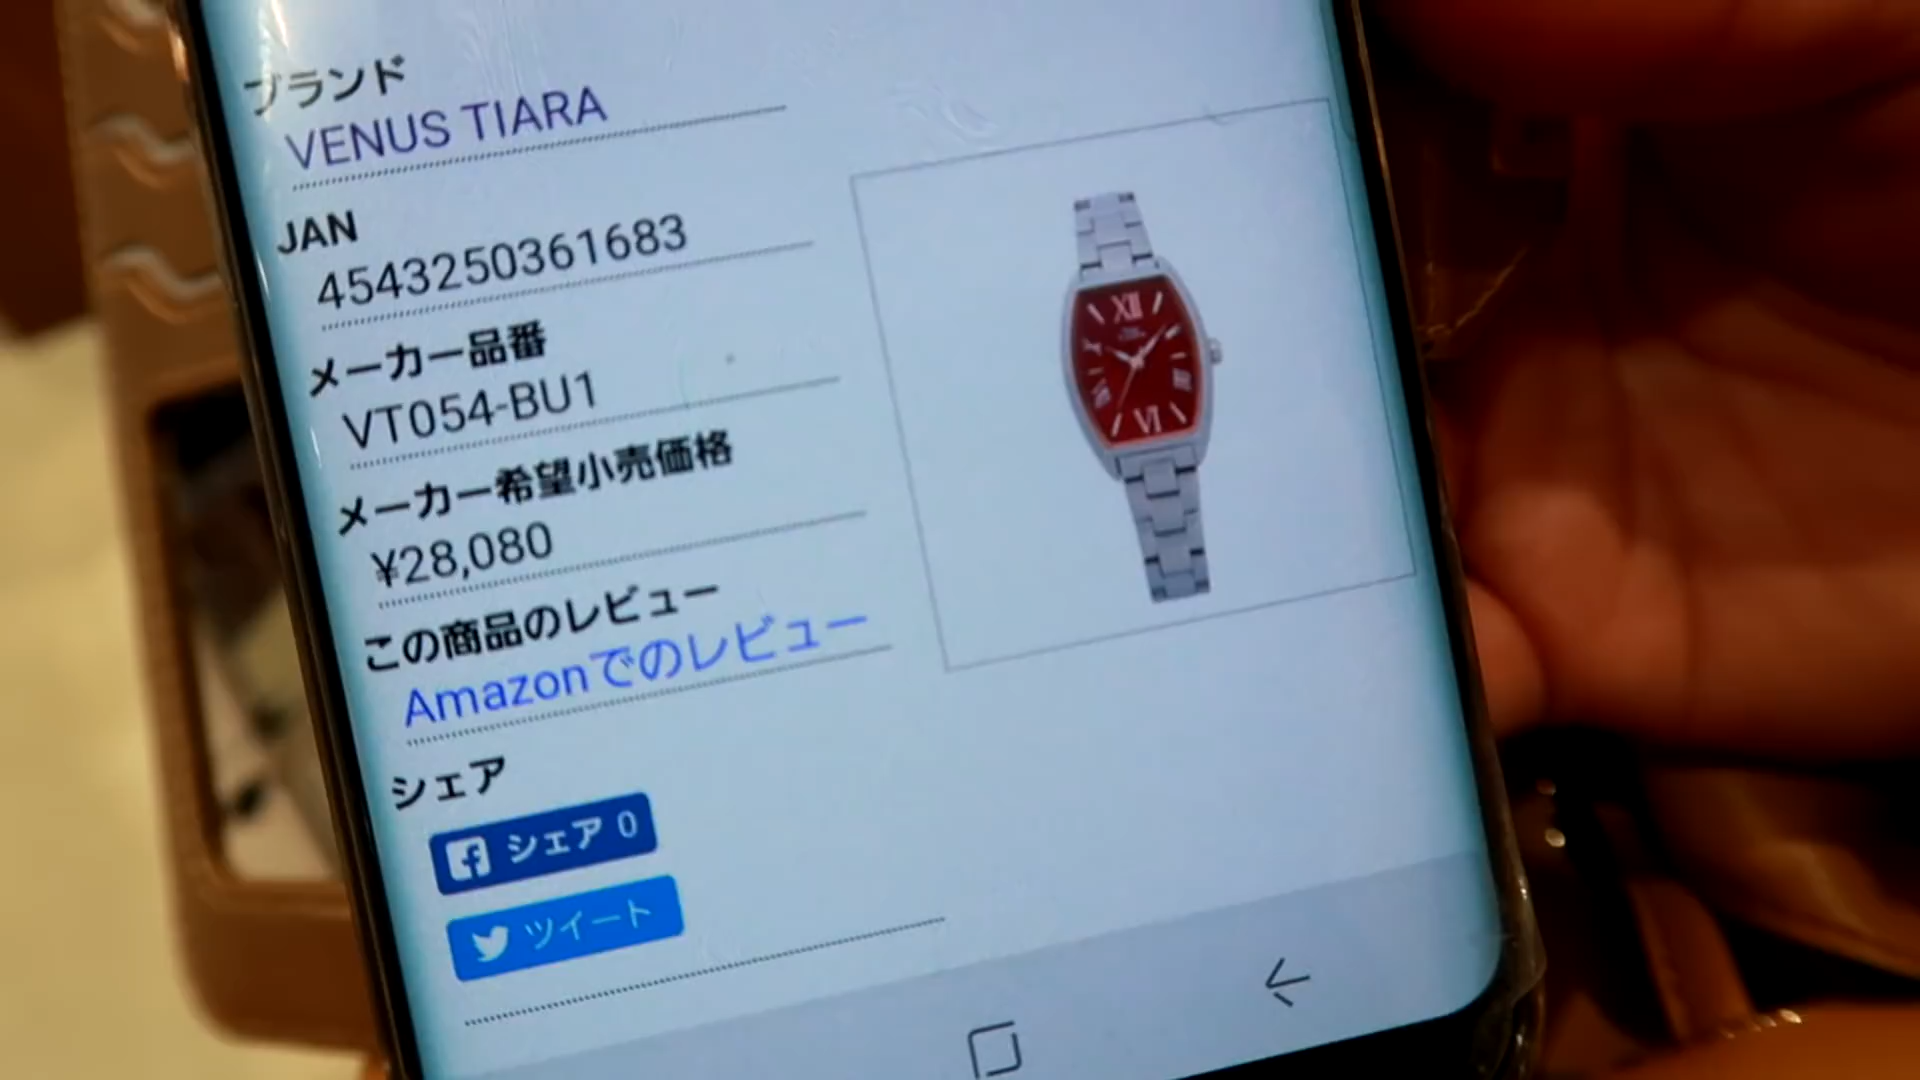 ブランド
VENUS TIARA
JAN
4543250361683
メーカー品番
VT054-BU1
メーカー希望小売価格
¥28,080
この商品のレビュー
Amazonでのレビュー
シェア
シェア 0
ツイート
XII
VI